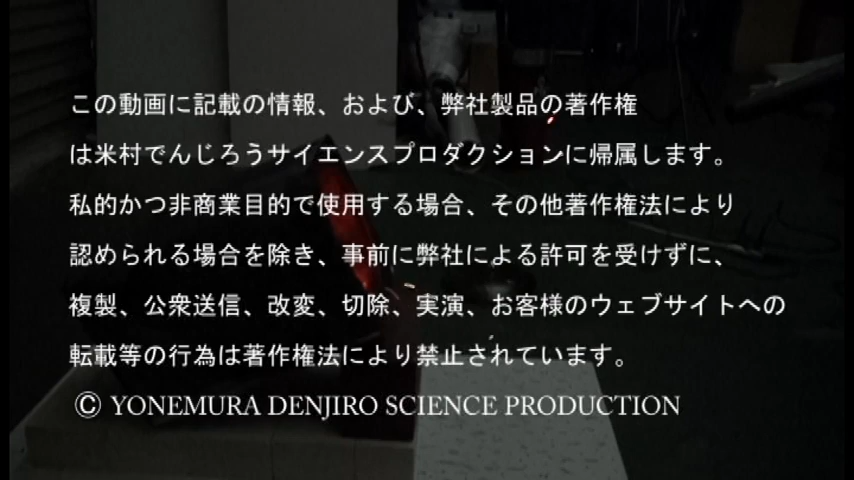 この動画に記載の情報、および、弊社製品の著作権
は米村でんじろうサイエンスプロダクションに帰属します。
私的かつ非商業目的で使用する場合、その他著作権法により
認められる場合を除き、事前に弊社による許可を受けずに、
複製、公衆送信、改変、切除、実演、お客様のウェブサイトへの
転載等の行為は著作権法により禁止されています。
© YONEMURA DENJIRO SCIENCE PRODUCTION